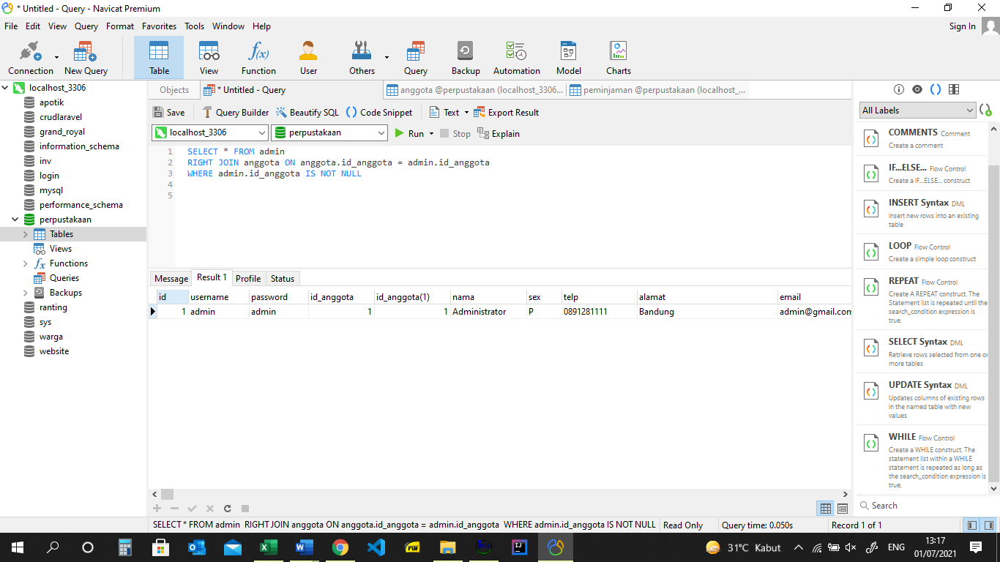 * Untitled - Query - Navicat Premium
File Edit View Query Format Favorites Tools Window Help Sign In
Connection New Query Table View Function User Others Query Backup Automation Model Charts
localhost_3306
apotik
crudlaravel
grand_royal
information_schema
inv
login
mysql
performance_schema
perpustakaan
Tables
Views
Functions
Queries
Backups
ranting
sys
warga
website
Objects * Untitled - Query anggota @perpustakaan (localhost_3306... peminjaman @perpustakaan (localhost_...
Save Query Builder Beautify SQL Code Snippet Text Export Result
localhost_3306 perpustakaan Run Stop Explain
1 SELECT * FROM admin
2 RIGHT JOIN anggota ON anggota.id_anggota = admin.id_anggota
3 WHERE admin.id_anggota IS NOT NULL
4
5
Message Result 1 Profile Status
id username password id_anggota id_anggota(1) nama sex telp alamat email
1 admin admin 1 1 Administrator P 0891281111 Bandung admin@gmail.com
All Labels
COMMENTS Comment
Create a comment
IF...ELSE... Flow Control
Create a IF...ELSE... construct
INSERT Syntax DML
Insert new rows into an existing
table
LOOP Flow Control
Create a simple loop construct
REPEAT Flow Control
Create A REPEAT construct. The
Statement list is repeated until the
search_condition expression is
true.
SELECT Syntax DML
Retrieve rows selected from one or
more tables
UPDATE Syntax DML
Updates columns of existing rows
in the named table with new
values
WHILE Flow Control
Create a WHILE construct. The
statement list within a WHILE
statement is repeated as long as
the search_condition expression is
true.
Search
SELECT * FROM admin RIGHT JOIN anggota ON anggota.id_anggota = admin.id_anggota WHERE admin.id_anggota IS NOT NULL Read Only Query time: 0.050s Record 1 of 1
31°C Kabut ENG 13:17
01/07/2021